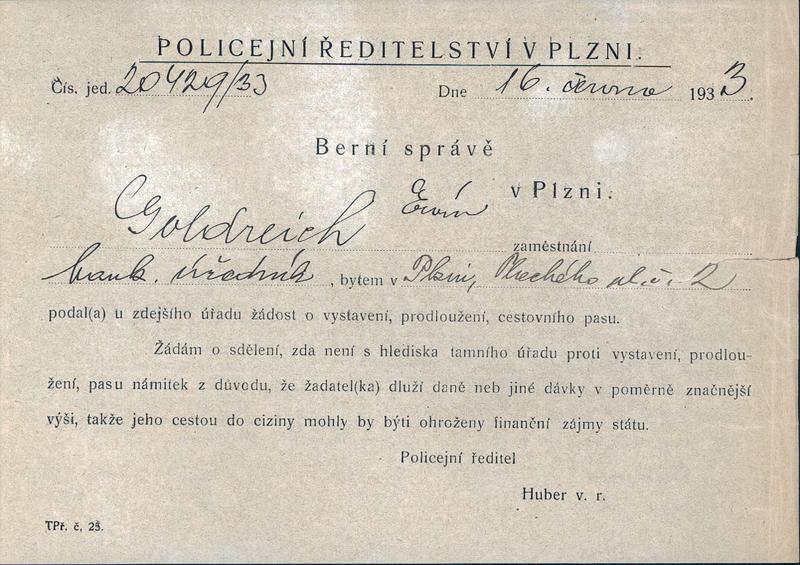 POLICEJNÍ ŘEDITELSTVÍ V PLZNI.
Čís. jed. 20429/33 Dne 16. června 1933.
Berní správě
v Plzni.
Goldreich Ervín zaměstnání
bank. úředník, bytem v Plzni, Plachého ulici 2
podal(a) u zdejšího úřadu žádost o vystavení, prodloužení, cestovního pasu.
Žádám o sdělení, zda není s hlediska tamního úřadu proti vystavení, prodlou-
žení, pasu námitek z důvodu, že žadatel(ka) dluží daně neb jiné dávky v poměrně značnější
výši, takže jeho cestou do ciziny mohly by býti ohroženy finanční zájmy státu.
Policejní ředitel
Huber v. r.
TPř. č, 23.